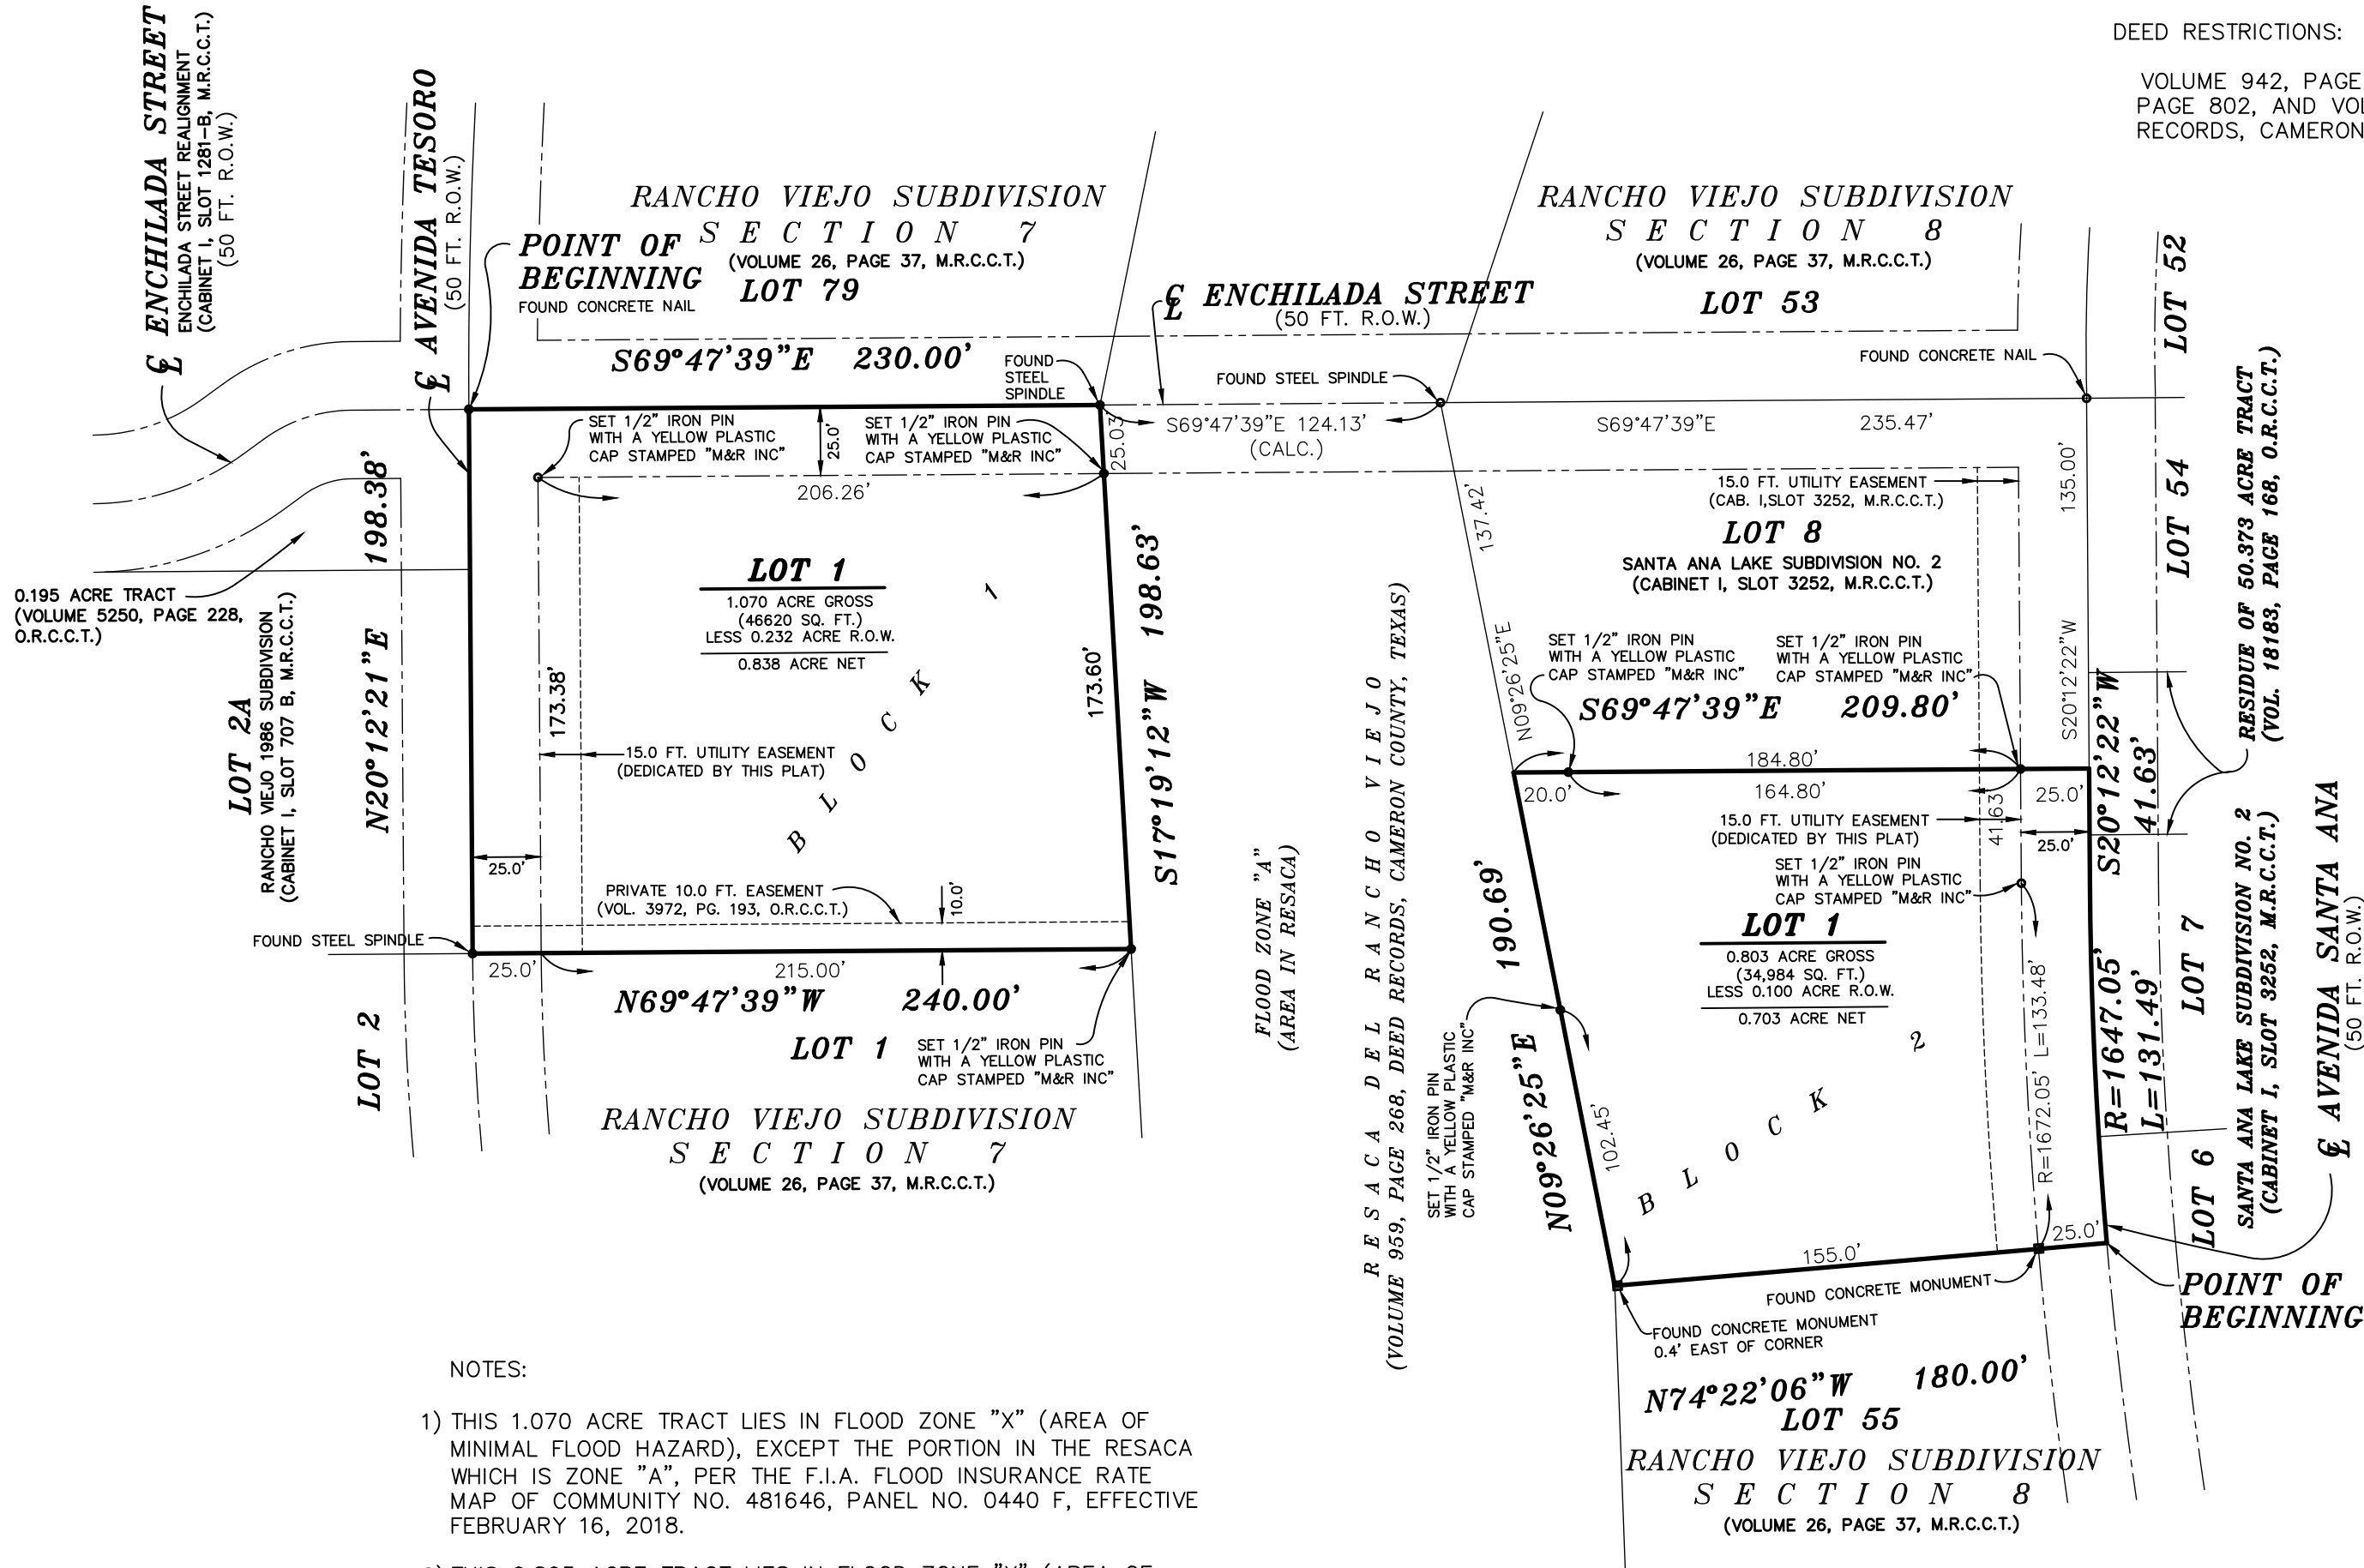 DEED RESTRICTIONS:
VOLUME 942, PAGE
PAGE 802, AND VOL
RECORDS, CAMERON
℄ ENCHILADA STREET
ENCHILADA STREET REALIGNMENT
(CABINET I, SLOT 1281-B, M.R.C.C.T.)
(50 FT. R.O.W.)
℄ AVENIDA TESORO
(50 FT. R.O.W.)
RANCHO VIEJO SUBDIVISION
SECTION 7
(VOLUME 26, PAGE 37, M.R.C.C.T.)
LOT 79
POINT OF
BEGINNING
FOUND CONCRETE NAIL
℄ ENCHILADA STREET
(50 FT. R.O.W.)
RANCHO VIEJO SUBDIVISION
SECTION 8
(VOLUME 26, PAGE 37, M.R.C.C.T.)
LOT 53
LOT 52
S69°47'39"E 230.00'
FOUND
STEEL
SPINDLE
FOUND STEEL SPINDLE
FOUND CONCRETE NAIL
SET 1/2" IRON PIN
WITH A YELLOW PLASTIC
CAP STAMPED "M&R INC"
25.0'
SET 1/2" IRON PIN
WITH A YELLOW PLASTIC
CAP STAMPED "M&R INC"
25.03'
S69°47'39"E 124.13'
(CALC.)
S69°47'39"E 235.47'
206.26'
198.38'
N20°12'21"E
0.195 ACRE TRACT
(VOLUME 5250, PAGE 228,
O.R.C.C.T.)
LOT 2A
RANCHO VIEJO 1986 SUBDIVISION
(CABINET I, SLOT 707 B, M.R.C.C.T.)
LOT 1
1.070 ACRE GROSS
(46620 SQ. FT.)
LESS 0.232 ACRE R.O.W.
0.838 ACRE NET
BLOCK 1
173.38'
173.60'
S17°19'12"W 198.63'
15.0 FT. UTILITY EASEMENT
(DEDICATED BY THIS PLAT)
25.0'
PRIVATE 10.0 FT. EASEMENT
(VOL. 3972, PG. 193, O.R.C.C.T.)
10.0'
FOUND STEEL SPINDLE
25.0'
215.00'
N69°47'39"W 240.00'
LOT 2
LOT 1
SET 1/2" IRON PIN
WITH A YELLOW PLASTIC
CAP STAMPED "M&R INC"
RANCHO VIEJO SUBDIVISION
SECTION 7
(VOLUME 26, PAGE 37, M.R.C.C.T.)
FLOOD ZONE "A"
(AREA IN RESACA)
RESACA DEL RANCHO VIEJO
(VOLUME 959, PAGE 268, DEED RECORDS, CAMERON COUNTY, TEXAS)
137.42'
N09°26'25"E
15.0 FT. UTILITY EASEMENT
(CAB. I,SLOT 3252, M.R.C.C.T.)
LOT 8
SANTA ANA LAKE SUBDIVISION NO. 2
(CABINET I, SLOT 3252, M.R.C.C.T.)
135.00'
S20°12'22"W
LOT 54
RESIDUE OF 50.373 ACRE TRACT
(VOL. 18183, PAGE 168, O.R.C.C.T.)
SET 1/2" IRON PIN
WITH A YELLOW PLASTIC
CAP STAMPED "M&R INC"
SET 1/2" IRON PIN
WITH A YELLOW PLASTIC
CAP STAMPED "M&R INC"
S69°47'39"E 209.80'
184.80'
20.0'
164.80'
25.0'
15.0 FT. UTILITY EASEMENT
(DEDICATED BY THIS PLAT)
41.63
25.0'
S20°12'22"W
41.63'
SET 1/2" IRON PIN
WITH A YELLOW PLASTIC
CAP STAMPED "M&R INC"
190.69'
N09°26'25"E
SET 1/2" IRON PIN
WITH A YELLOW PLASTIC
CAP STAMPED "M&R INC"
102.45'
LOT 1
0.803 ACRE GROSS
(34,984 SQ. FT.)
LESS 0.100 ACRE R.O.W.
0.703 ACRE NET
BLOCK 2
R=1672.05' L=133.48'
R=1647.05'
L=131.49'
LOT 7
LOT 6
SANTA ANA LAKE SUBDIVISION NO. 2
(CABINET I, SLOT 3252, M.R.C.C.T.)
℄ AVENIDA SANTA ANA
(50 FT. R.O.W.)
155.0'
25.0'
FOUND CONCRETE MONUMENT
FOUND CONCRETE MONUMENT
0.4' EAST OF CORNER
POINT OF
BEGINNING
N74°22'06"W 180.00'
LOT 55
RANCHO VIEJO SUBDIVISION
SECTION 8
(VOLUME 26, PAGE 37, M.R.C.C.T.)
NOTES:
1) THIS 1.070 ACRE TRACT LIES IN FLOOD ZONE "X" (AREA OF
MINIMAL FLOOD HAZARD), EXCEPT THE PORTION IN THE RESACA
WHICH IS ZONE "A", PER THE F.I.A. FLOOD INSURANCE RATE
MAP OF COMMUNITY NO. 481646, PANEL NO. 0440 F, EFFECTIVE
FEBRUARY 16, 2018.